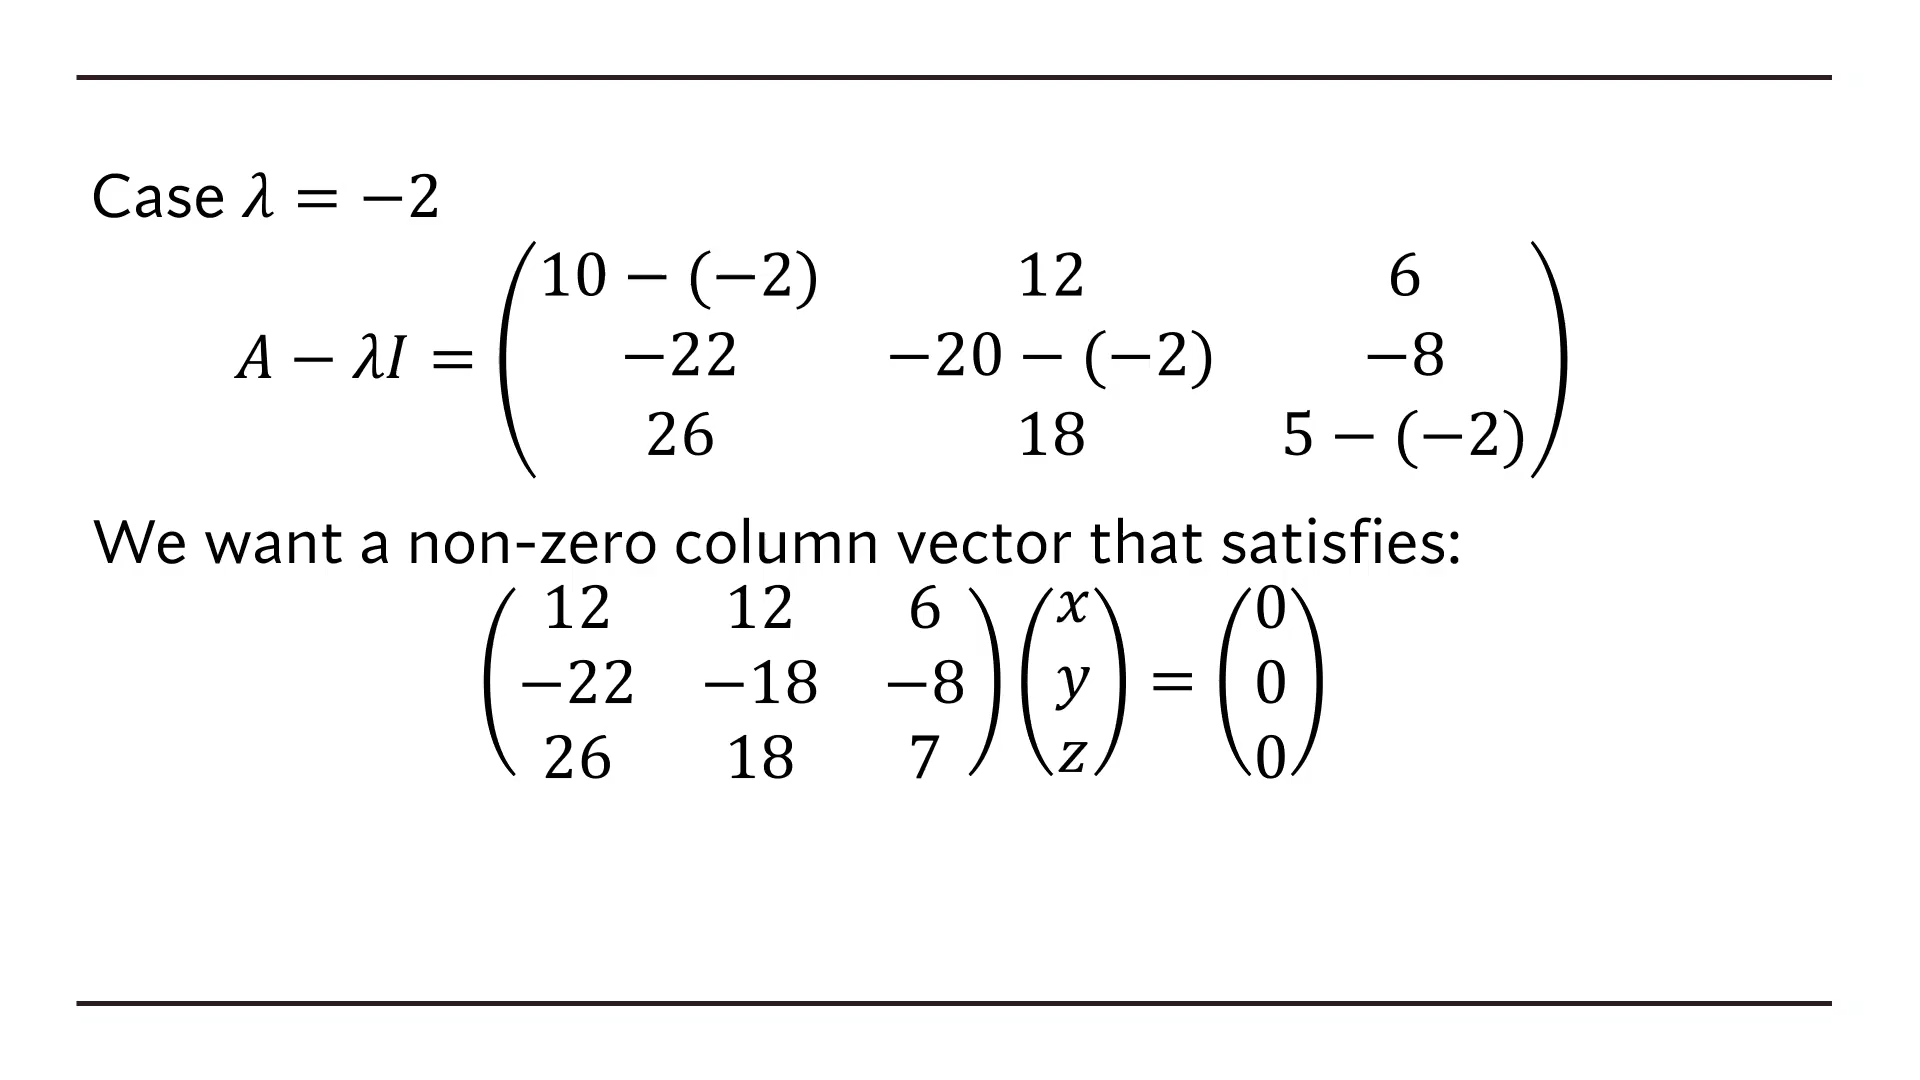 Case λ = −2
A − λI = ( 10 − (−2) 12 6
−22 −20 − (−2) −8
26 18 5 − (−2) )
We want a non-zero column vector that satisfies:
( 12 12 6 ) ( x ) = ( 0 )
( −22 −18 −8 ) ( y ) ( 0 )
( 26 18 7 ) ( z ) ( 0 )